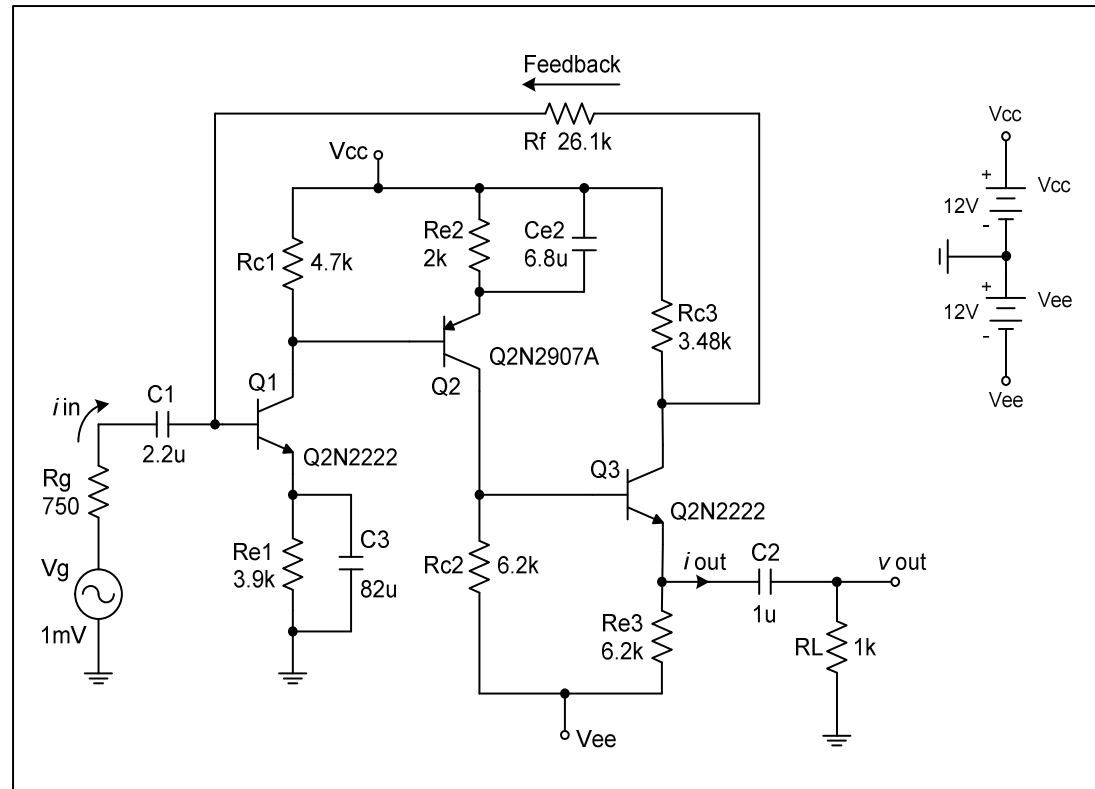 Feedback
Rf 26.1k
Vcc
Vcc
Re2
2k
Ce2
6.8u
+
12V
-
Vcc
Rc1
4.7k
+
12V
-
Vee
Rc3
3.48k
Q2N2907A
Q2
Vee
Q1
C1
i in
2.2u
Q2N2222
Q3
Rg
750
Q2N2222
Re1
3.9k
C3
82u
Rc2
6.2k
i out
C2
1u
v out
Vg
1mV
Re3
6.2k
RL
1k
Vee